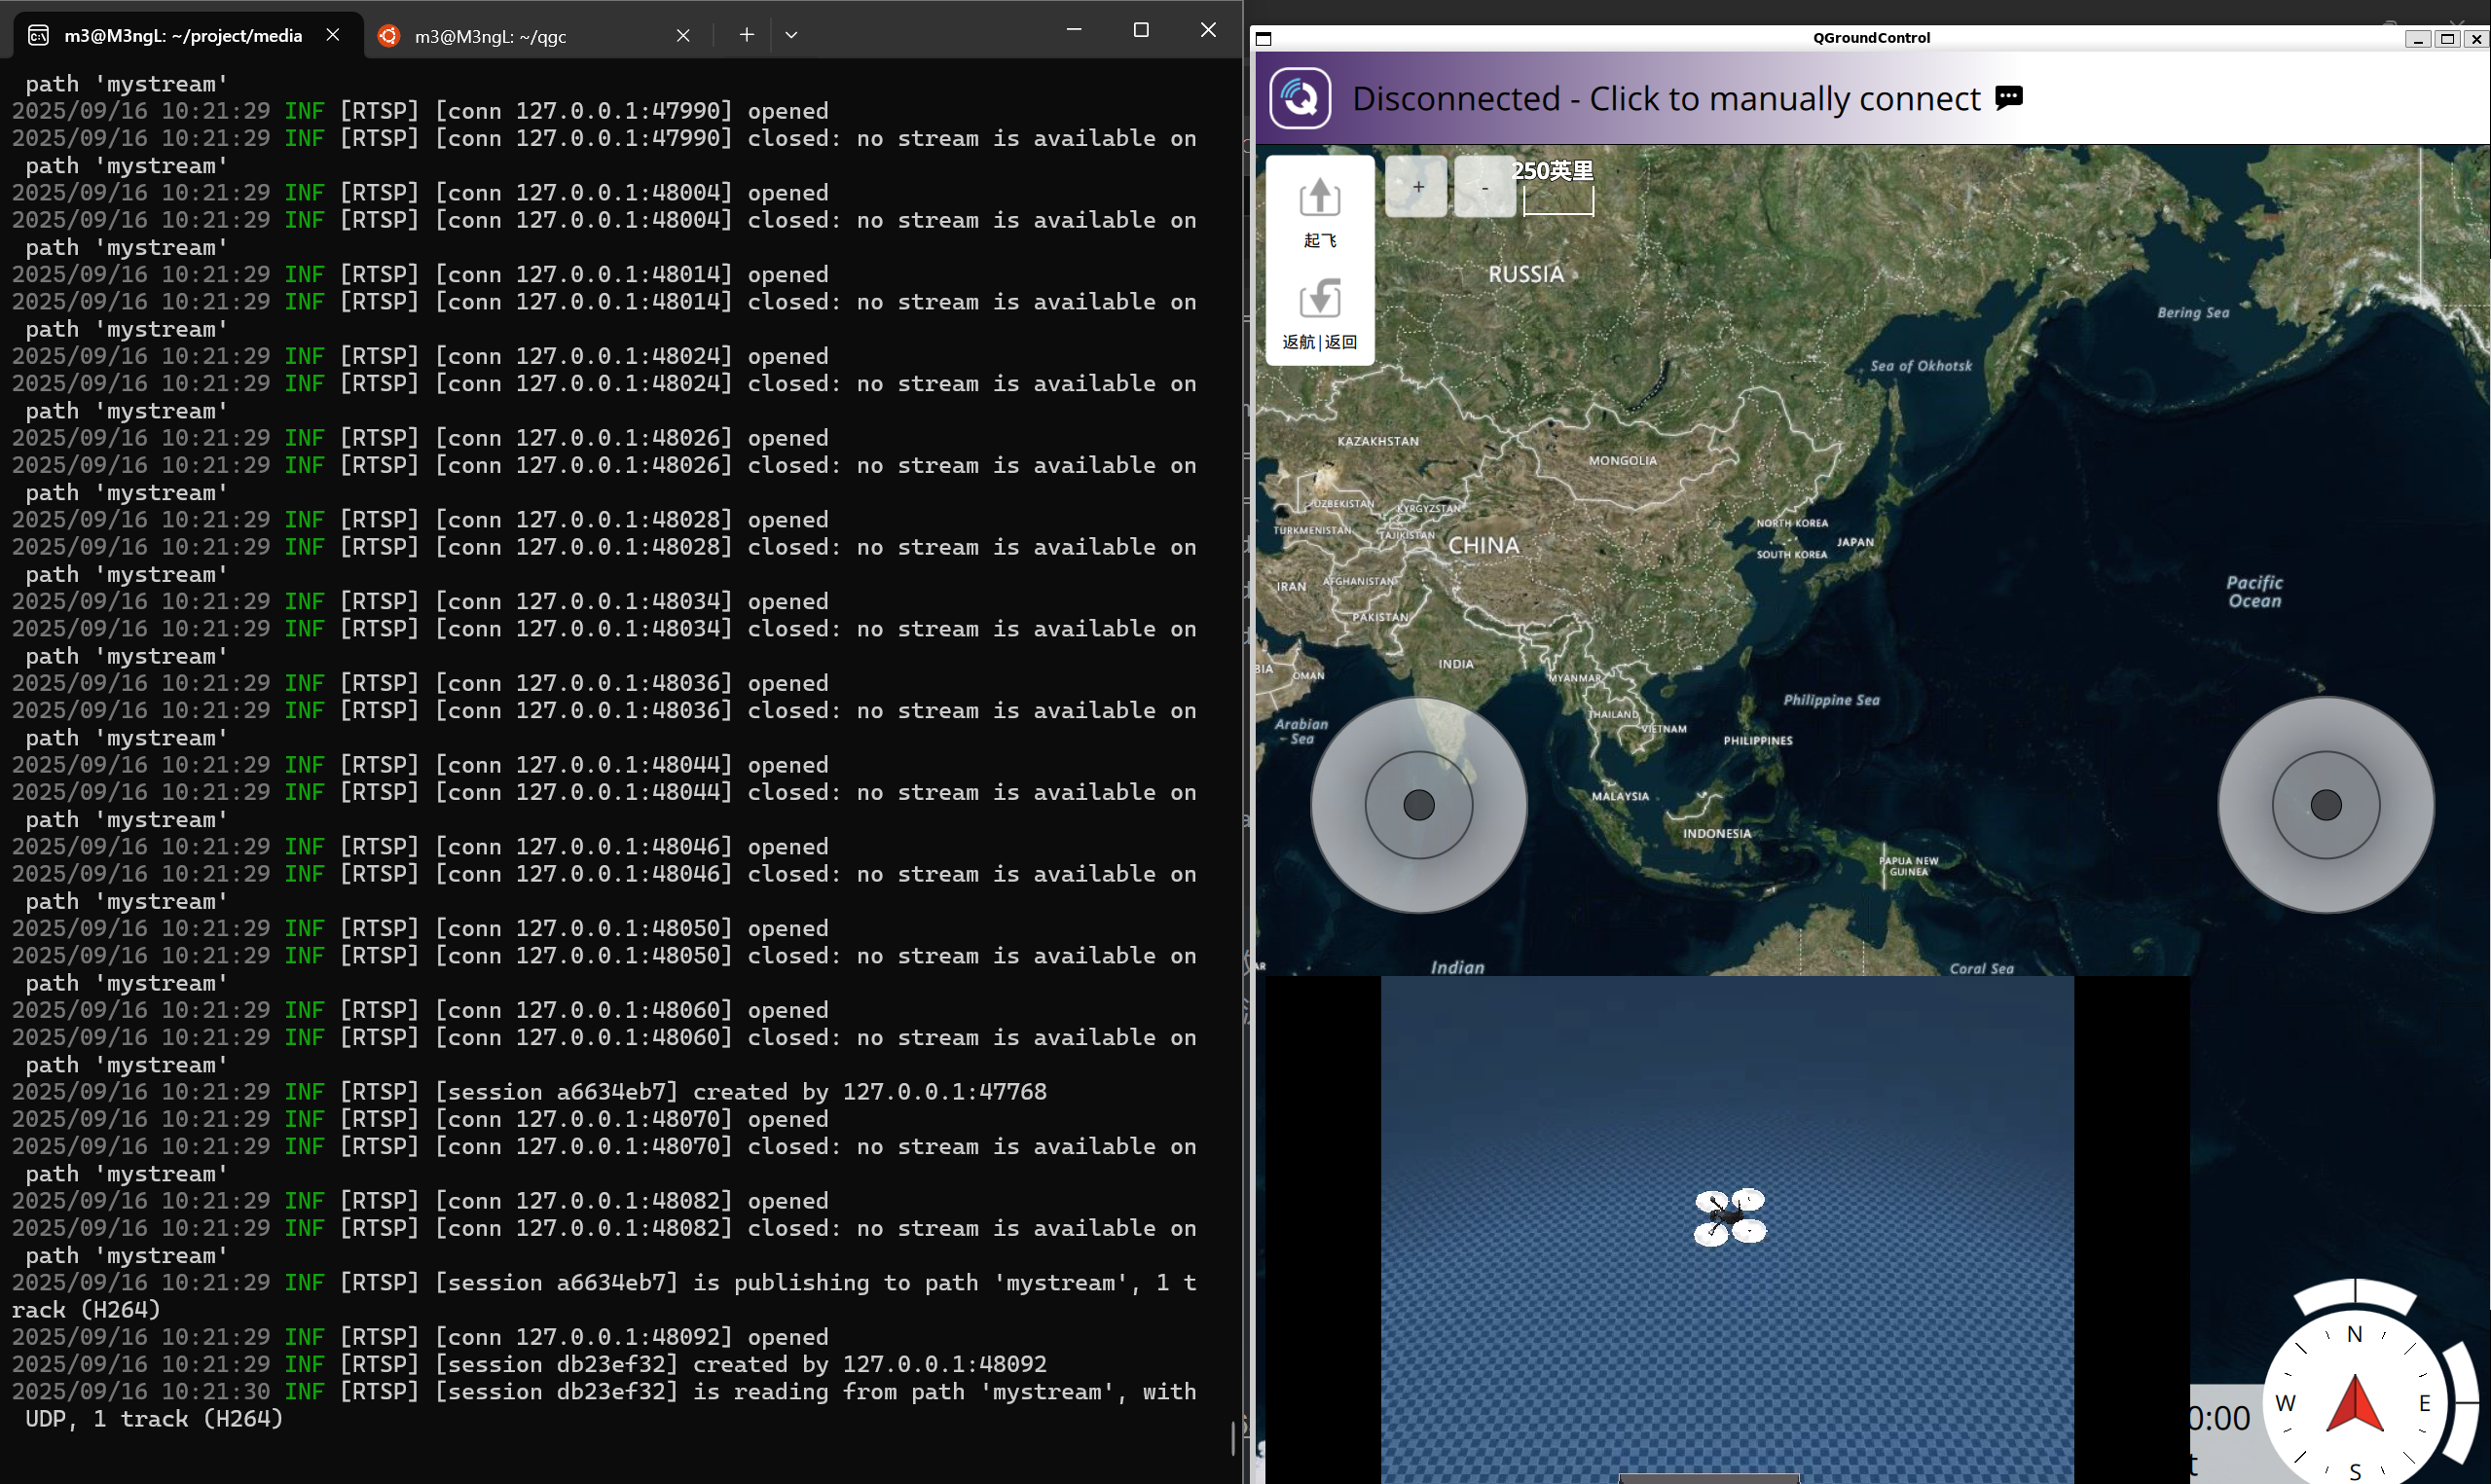 m3@M3ngL: ~/project/media
m3@M3ngL: ~/qgc
path 'mystream'
2025/09/16 10:21:29 INF [RTSP] [conn 127.0.0.1:47990] opened
2025/09/16 10:21:29 INF [RTSP] [conn 127.0.0.1:47990] closed: no stream is available on
path 'mystream'
2025/09/16 10:21:29 INF [RTSP] [conn 127.0.0.1:48004] opened
2025/09/16 10:21:29 INF [RTSP] [conn 127.0.0.1:48004] closed: no stream is available on
path 'mystream'
2025/09/16 10:21:29 INF [RTSP] [conn 127.0.0.1:48014] opened
2025/09/16 10:21:29 INF [RTSP] [conn 127.0.0.1:48014] closed: no stream is available on
path 'mystream'
2025/09/16 10:21:29 INF [RTSP] [conn 127.0.0.1:48024] opened
2025/09/16 10:21:29 INF [RTSP] [conn 127.0.0.1:48024] closed: no stream is available on
path 'mystream'
2025/09/16 10:21:29 INF [RTSP] [conn 127.0.0.1:48026] opened
2025/09/16 10:21:29 INF [RTSP] [conn 127.0.0.1:48026] closed: no stream is available on
path 'mystream'
2025/09/16 10:21:29 INF [RTSP] [conn 127.0.0.1:48028] opened
2025/09/16 10:21:29 INF [RTSP] [conn 127.0.0.1:48028] closed: no stream is available on
path 'mystream'
2025/09/16 10:21:29 INF [RTSP] [conn 127.0.0.1:48034] opened
2025/09/16 10:21:29 INF [RTSP] [conn 127.0.0.1:48034] closed: no stream is available on
path 'mystream'
2025/09/16 10:21:29 INF [RTSP] [conn 127.0.0.1:48036] opened
2025/09/16 10:21:29 INF [RTSP] [conn 127.0.0.1:48036] closed: no stream is available on
path 'mystream'
2025/09/16 10:21:29 INF [RTSP] [conn 127.0.0.1:48044] opened
2025/09/16 10:21:29 INF [RTSP] [conn 127.0.0.1:48044] closed: no stream is available on
path 'mystream'
2025/09/16 10:21:29 INF [RTSP] [conn 127.0.0.1:48046] opened
2025/09/16 10:21:29 INF [RTSP] [conn 127.0.0.1:48046] closed: no stream is available on
path 'mystream'
2025/09/16 10:21:29 INF [RTSP] [conn 127.0.0.1:48050] opened
2025/09/16 10:21:29 INF [RTSP] [conn 127.0.0.1:48050] closed: no stream is available on
path 'mystream'
2025/09/16 10:21:29 INF [RTSP] [conn 127.0.0.1:48060] opened
2025/09/16 10:21:29 INF [RTSP] [conn 127.0.0.1:48060] closed: no stream is available on
path 'mystream'
2025/09/16 10:21:29 INF [RTSP] [session a6634eb7] created by 127.0.0.1:47768
2025/09/16 10:21:29 INF [RTSP] [conn 127.0.0.1:48070] opened
2025/09/16 10:21:29 INF [RTSP] [conn 127.0.0.1:48070] closed: no stream is available on
path 'mystream'
2025/09/16 10:21:29 INF [RTSP] [conn 127.0.0.1:48082] opened
2025/09/16 10:21:29 INF [RTSP] [conn 127.0.0.1:48082] closed: no stream is available on
path 'mystream'
2025/09/16 10:21:29 INF [RTSP] [session a6634eb7] is publishing to path 'mystream', 1 t
rack (H264)
2025/09/16 10:21:29 INF [RTSP] [conn 127.0.0.1:48092] opened
2025/09/16 10:21:29 INF [RTSP] [session db23ef32] created by 127.0.0.1:48092
2025/09/16 10:21:30 INF [RTSP] [session db23ef32] is reading from path 'mystream', with
UDP, 1 track (H264)
QGroundControl
Disconnected - Click to manually connect
+
-
250英里
起飞
返航|返回
RUSSIA
Bering Sea
Sea of Okhotsk
KAZAKHSTAN
MONGOLIA
UZBEKISTAN
KYRGYZSTAN
TURKMENISTAN
TAJIKISTAN
CHINA
NORTH KOREA
JAPAN
SOUTH KOREA
IRAN
AFGHANISTAN
PAKISTAN
Pacific
Ocean
INDIA
OMAN
MYANMAR
Philippine Sea
THAILAND
VIETNAM
Arabian
Sea
PHILIPPINES
MALAYSIA
INDONESIA
PAPUA NEW
GUINEA
Indian
Coral Sea
N
W
E
S
0:00